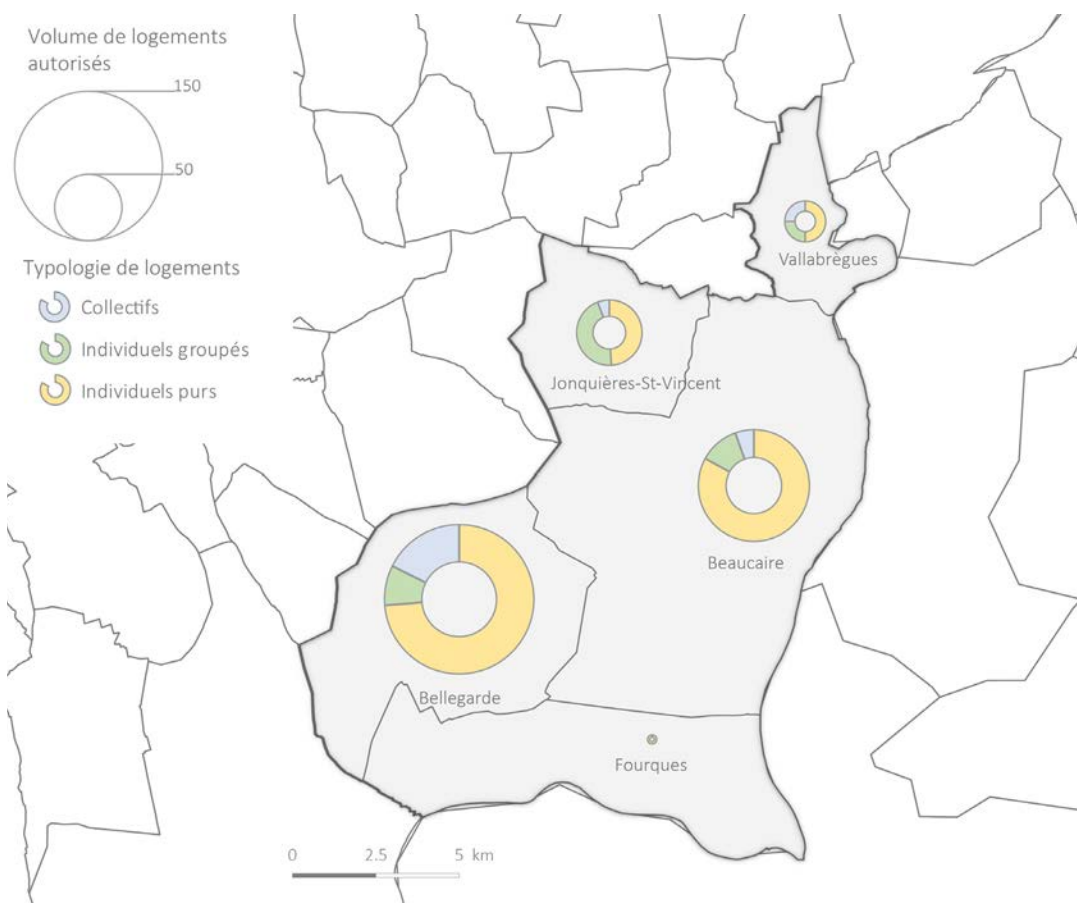 Volume de logements
autorisés
150
50
Typologie de logements
Collectifs
Individuels groupés
Individuels purs
Vallabrègues
Jonquières-St-Vincent
Beaucaire
Bellegarde
Fourques
0 2.5 5 km